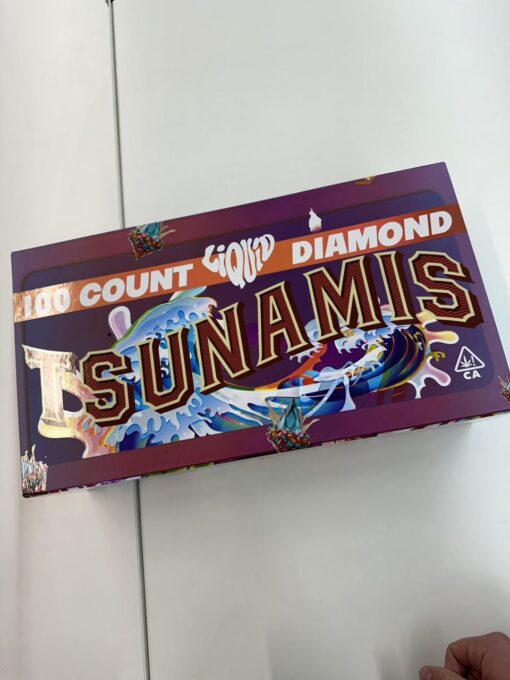 100 COUNT LIQUID DIAMOND
TSUNAMIS
!
CA